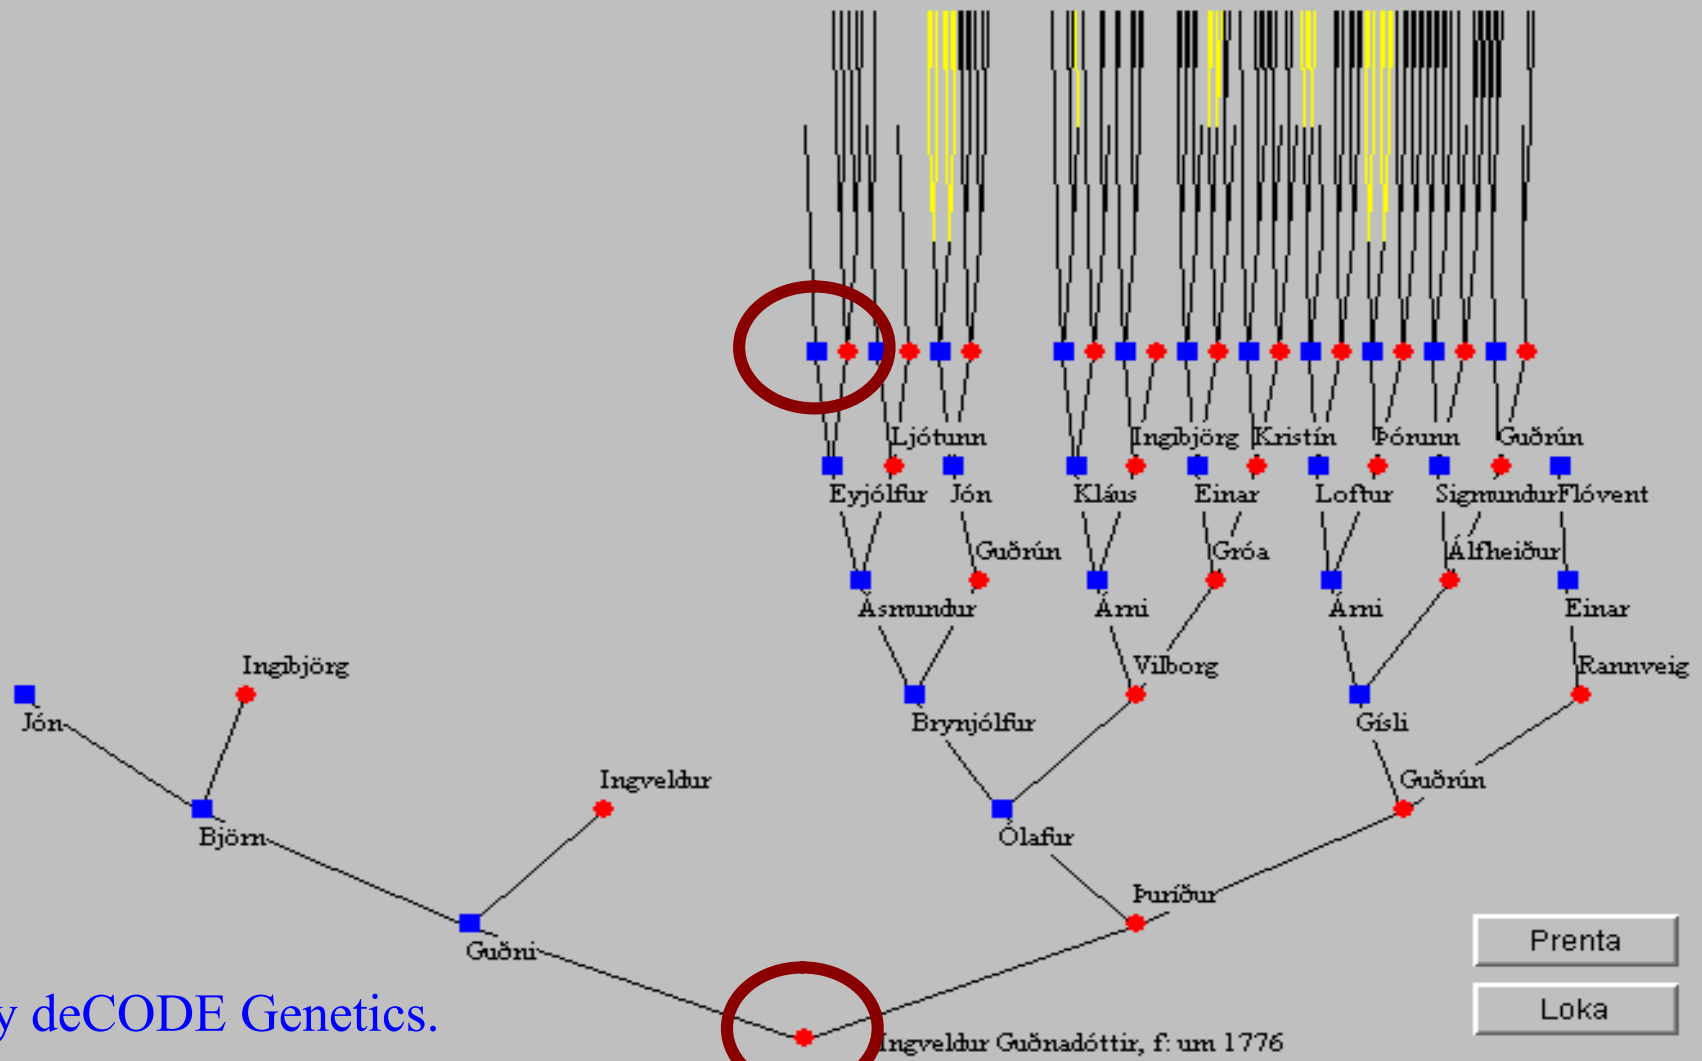 Ljótunn Ingibjörg Kristín Þórunn Guðrún
Eyjólfur Jón Kláus Einar Loftur Sigmundur Flóvent
Guðrún Gróa Álfheiður
Ásmundur Árni Árni Einar
Ingibjörg Vilborg Rannveig
Jón Brynjólfur Gísli
Ingveldur Guðrún
Björn Ólafur
Þuríður
Guðni
Prenta
Loka
y deCODE Genetics.
Ingveldur Guðnadóttir, f: um 1776